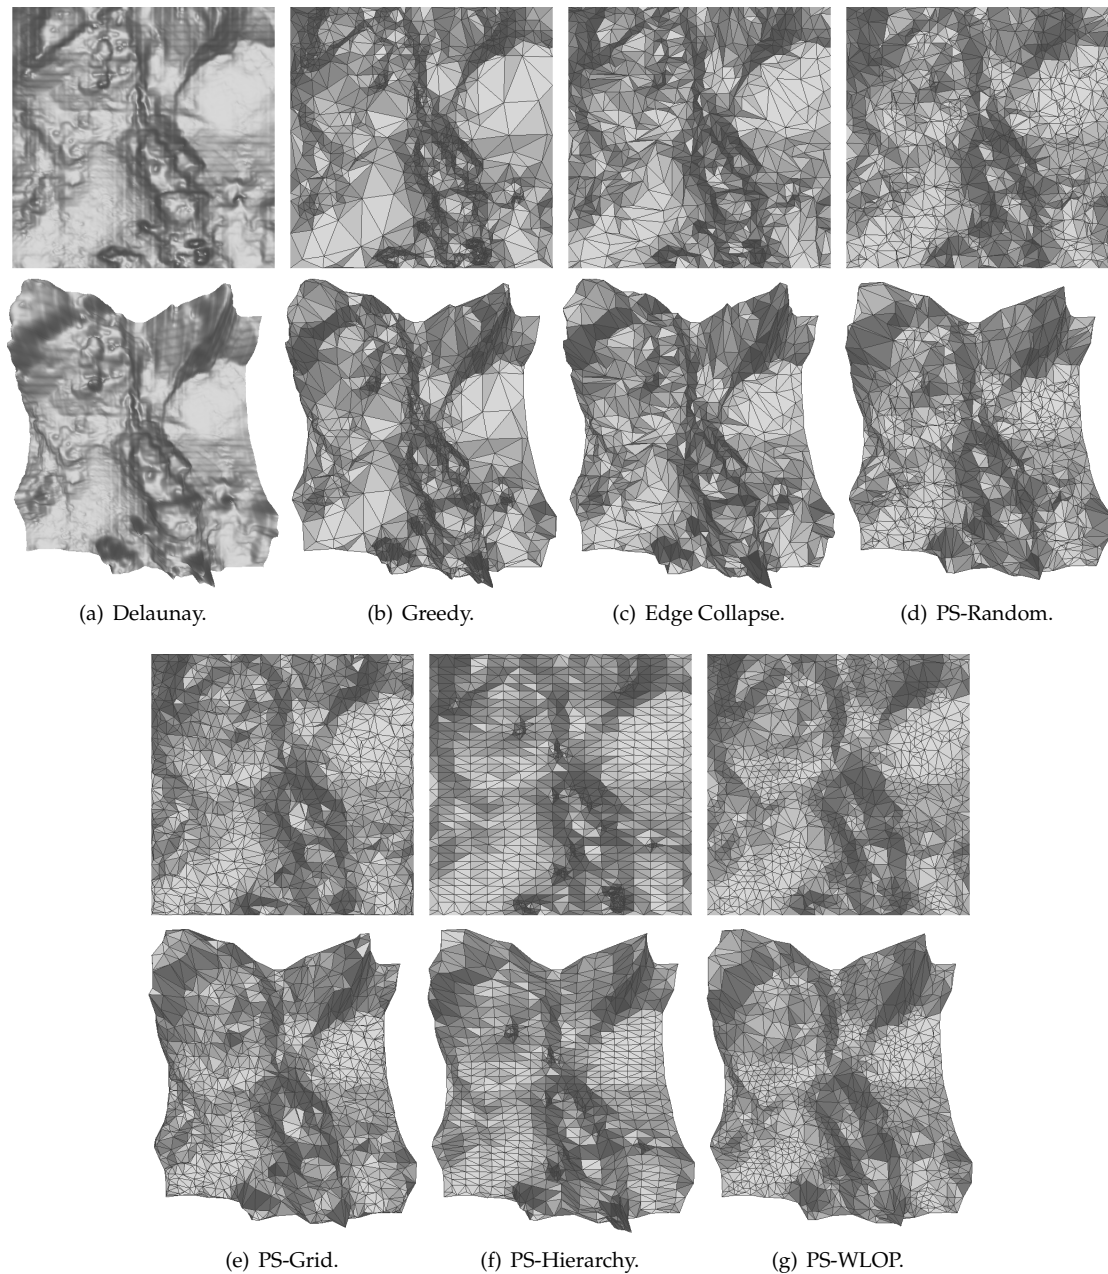 (a) Delaunay.
(b) Greedy.
(c) Edge Collapse.
(d) PS-Random.
(e) PS-Grid.
(f) PS-Hierarchy.
(g) PS-WLOP.